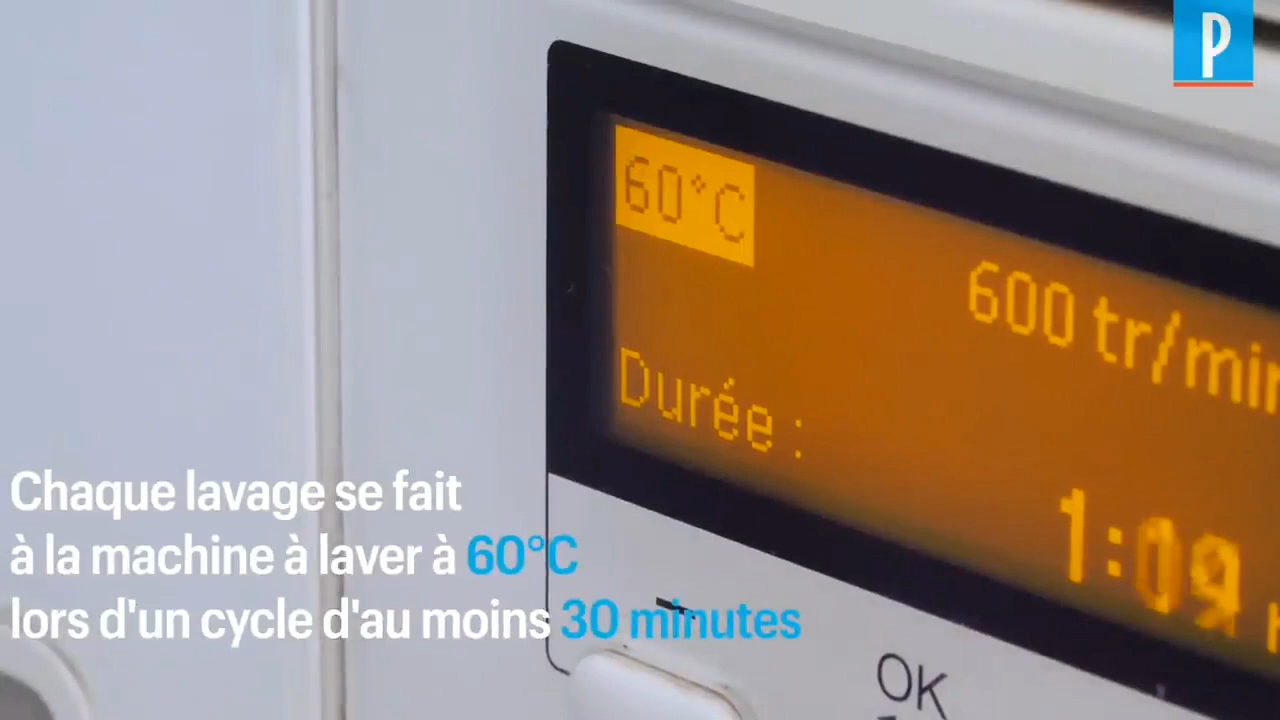 P
60°C
600 tr/min
Durée :
1:09
Chaque lavage se fait
à la machine à laver à 60°C
lors d'un cycle d'au moins 30 minutes
OK